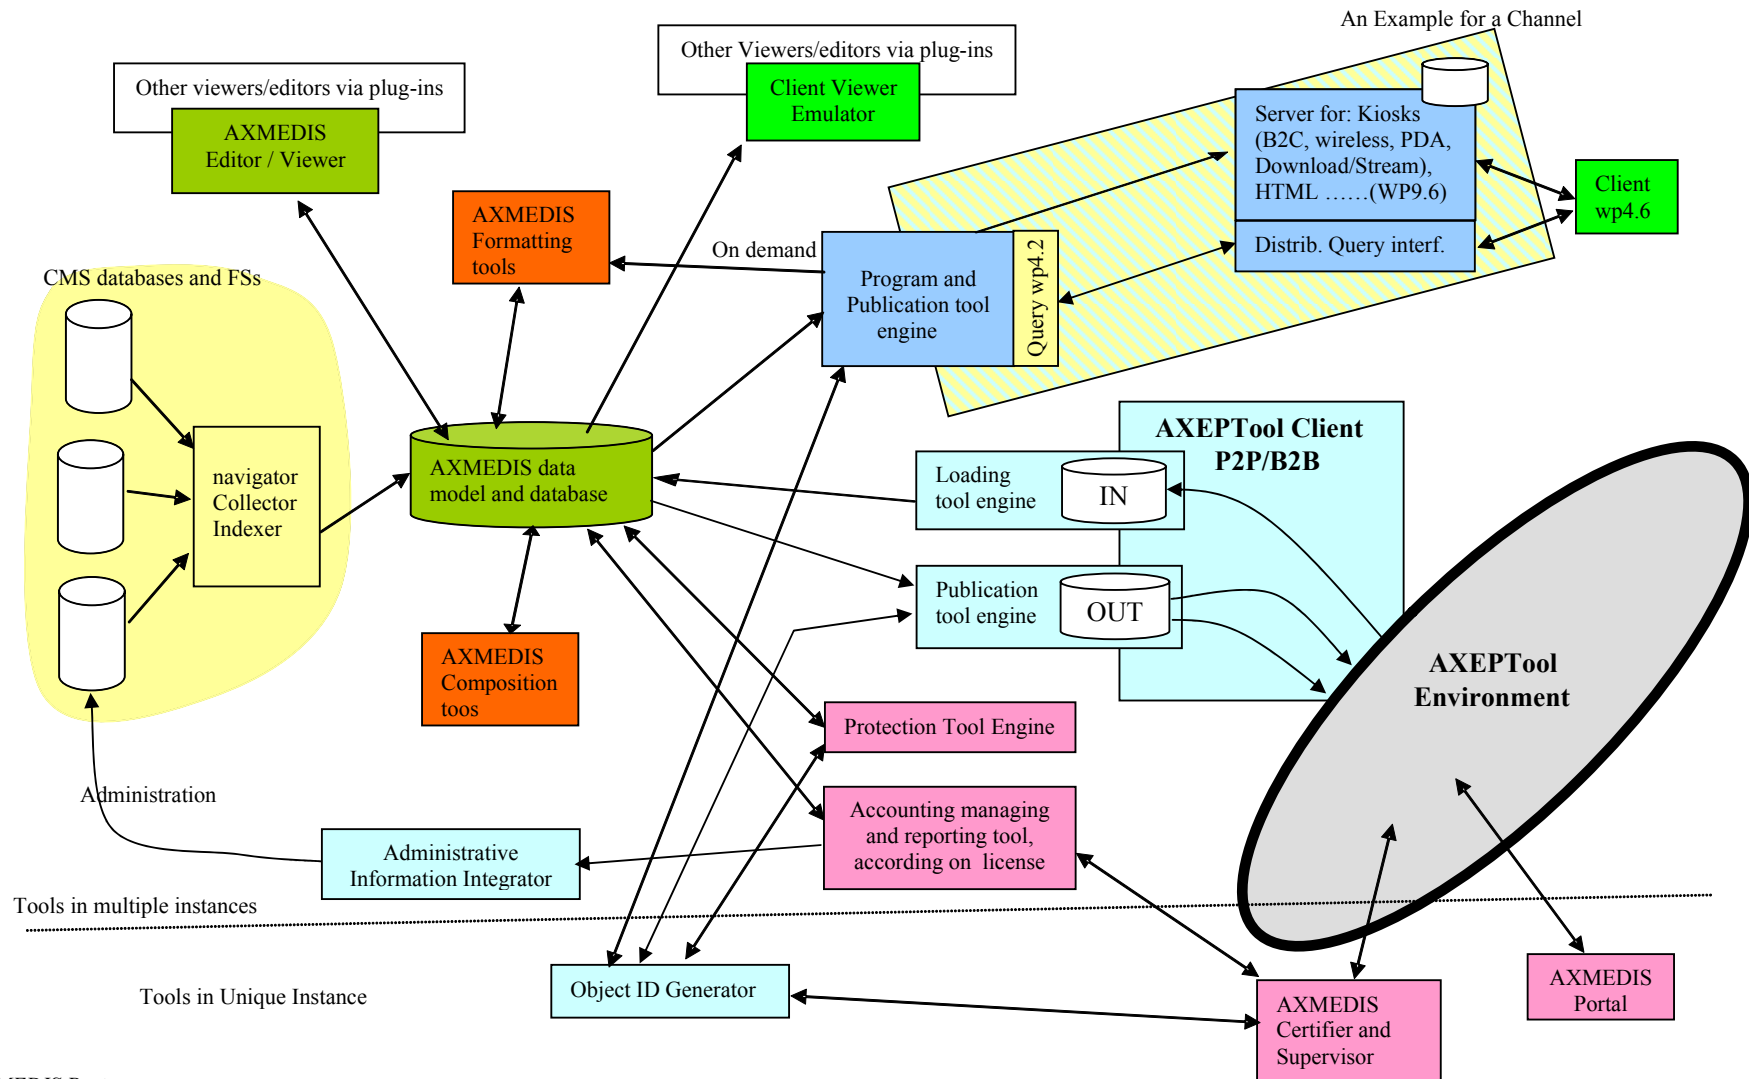 An Example for a Channel
Other Viewers/editors via plug-ins
Client Viewer
Emulator
Other viewers/editors via plug-ins
AXMEDIS
Editor / Viewer
Server for: Kiosks
(B2C, wireless, PDA,
Download/Stream),
HTML ……(WP9.6)
Distrib. Query interf.
Client
wp4.6
AXMEDIS
Formatting
tools
On demand
Program and
Publication tool
engine
Query wp4.2
CMS databases and FSs
navigator
Collector
Indexer
AXMEDIS data
model and database
AXEPTool Client
P2P/B2B
Loading
tool engine
IN
Publication
tool engine
OUT
AXEPTool
Environment
AXMEDIS
Composition
toos
Protection Tool Engine
Administration
Accounting managing
and reporting tool,
according on license
Administrative
Information Integrator
Tools in multiple instances
Tools in Unique Instance
Object ID Generator
AXMEDIS
Certifier and
Supervisor
AXMEDIS
Portal